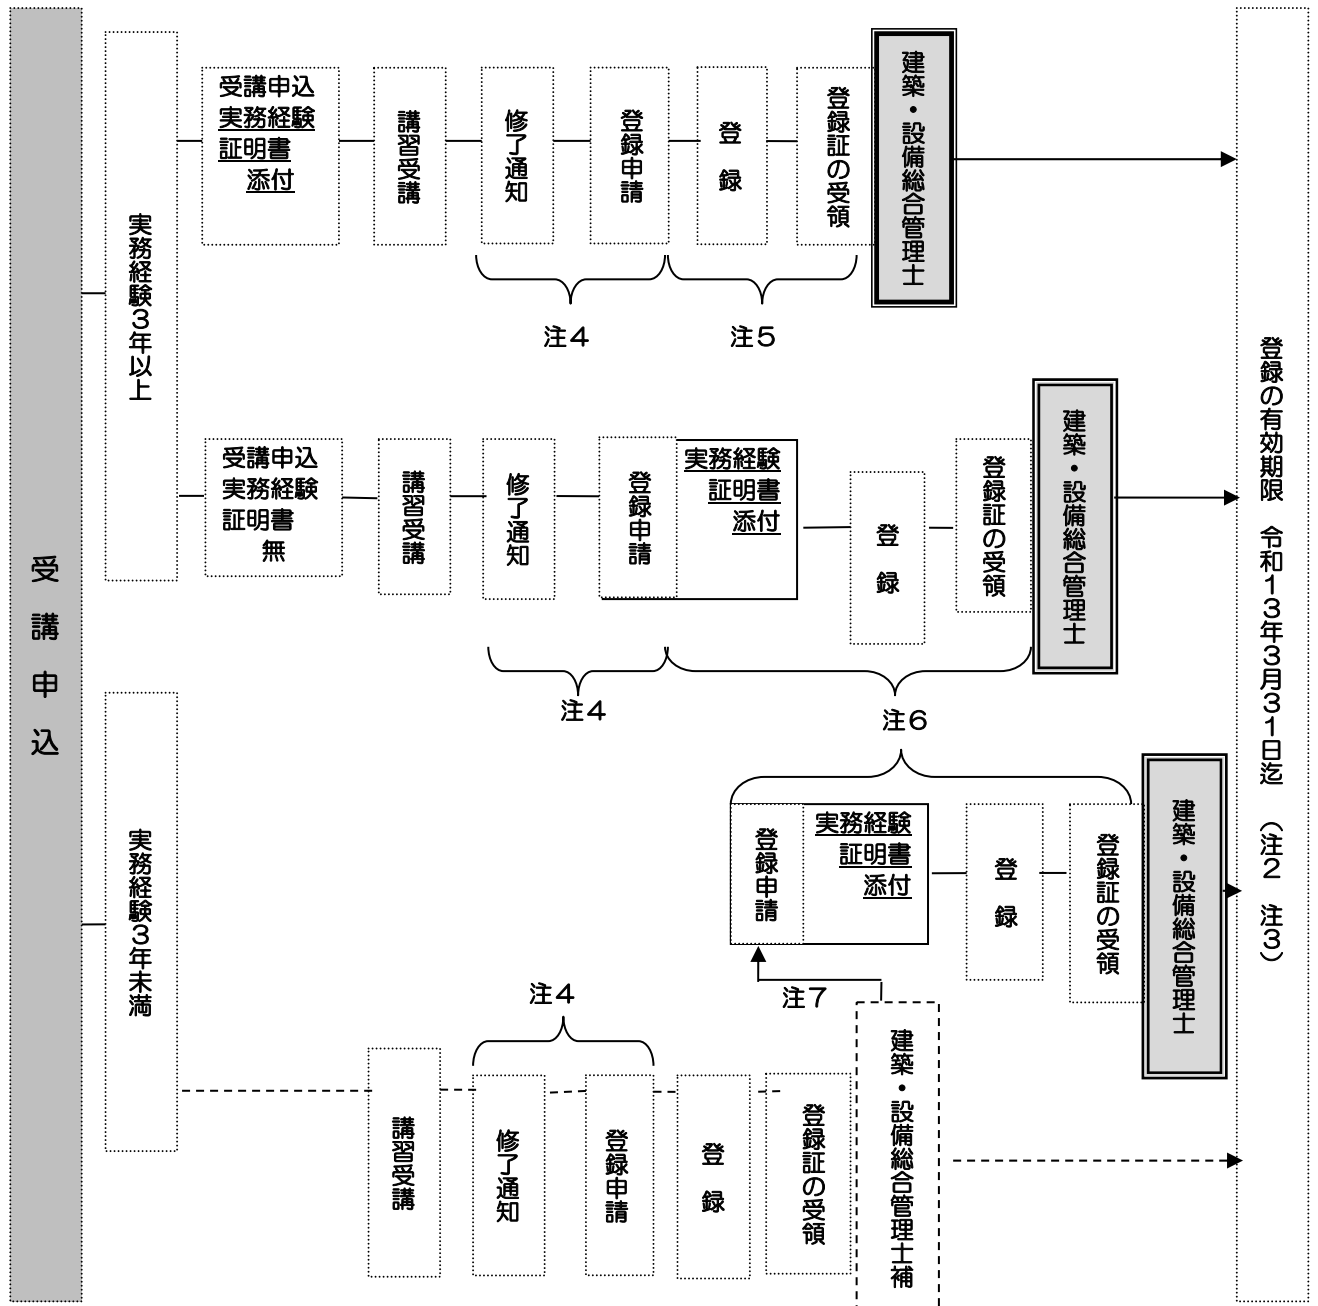 受講申込
実務経験３年以上
受講申込
実務経験
証明書
添付
講習受講
修了通知
登録申請
登録
登録証の受領
建築・設備総合管理士
注４
注５
受講申込
実務経験
証明書
無
講習受講
修了通知
登録申請
実務経験
証明書
添付
登録
登録証の受領
建築・設備総合管理士
注４
注６
実務経験３年未満
登録申請
実務経験
証明書
添付
登録
登録証の受領
建築・設備総合管理士
注７
注４
講習受講
修了通知
登録申請
登録
登録証の受領
建築・設備総合管理士補
登録の有効期限　令和１３年３月３１日迄　（注２　注３）